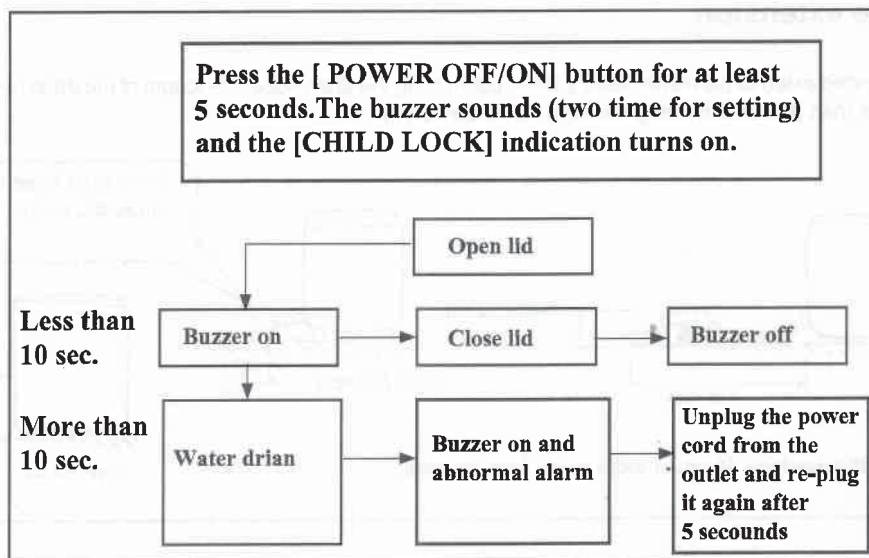 Press the [ POWER OFF/ON] button for at least
5 seconds.The buzzer sounds (two time for setting)
and the [CHILD LOCK] indication turns on.
Open lid
Less than
10 sec.
Buzzer on
Close lid
Buzzer off
More than
10 sec.
Water drian
Buzzer on and
abnormal alarm
Unplug the power
cord from the
outlet and re-plug
it again after
5 secounds